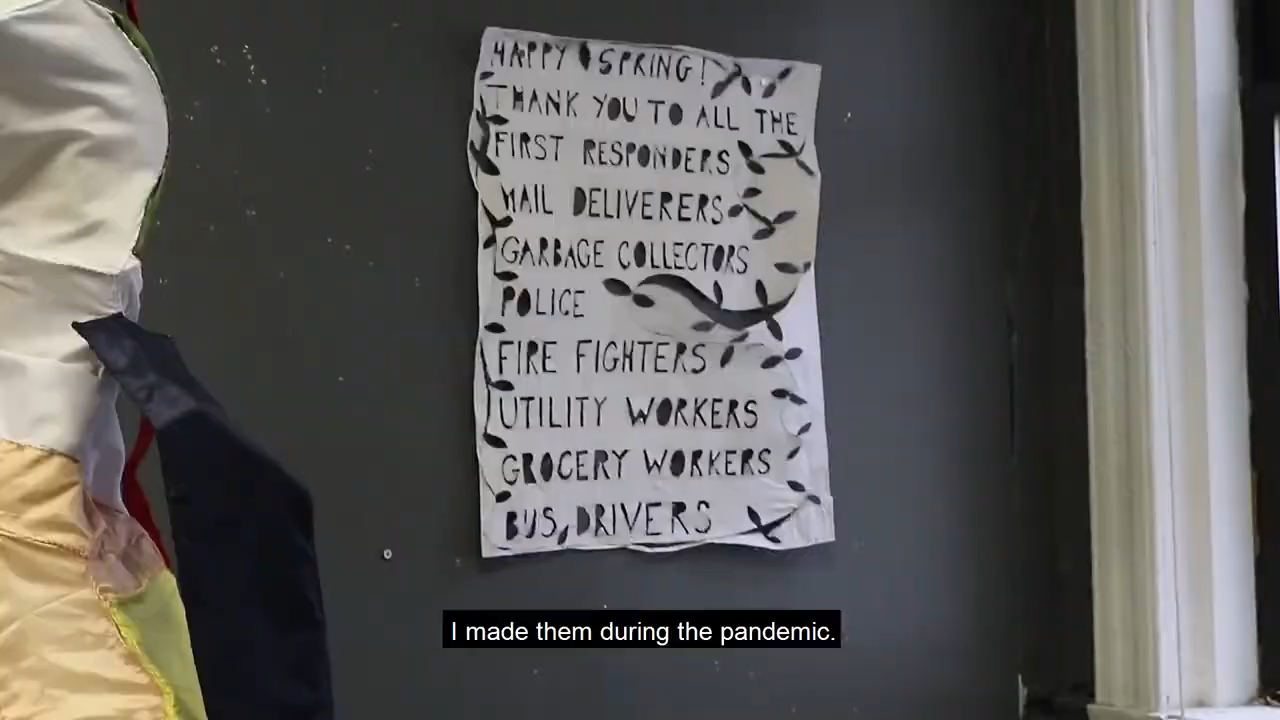 HAPPY SPRING!
THANK YOU TO ALL THE
FIRST RESPONDERS
MAIL DELIVERERS
GARBAGE COLLECTORS
POLICE
FIRE FIGHTERS
UTILITY WORKERS
GROCERY WORKERS
BUS DRIVERS
I made them during the pandemic.